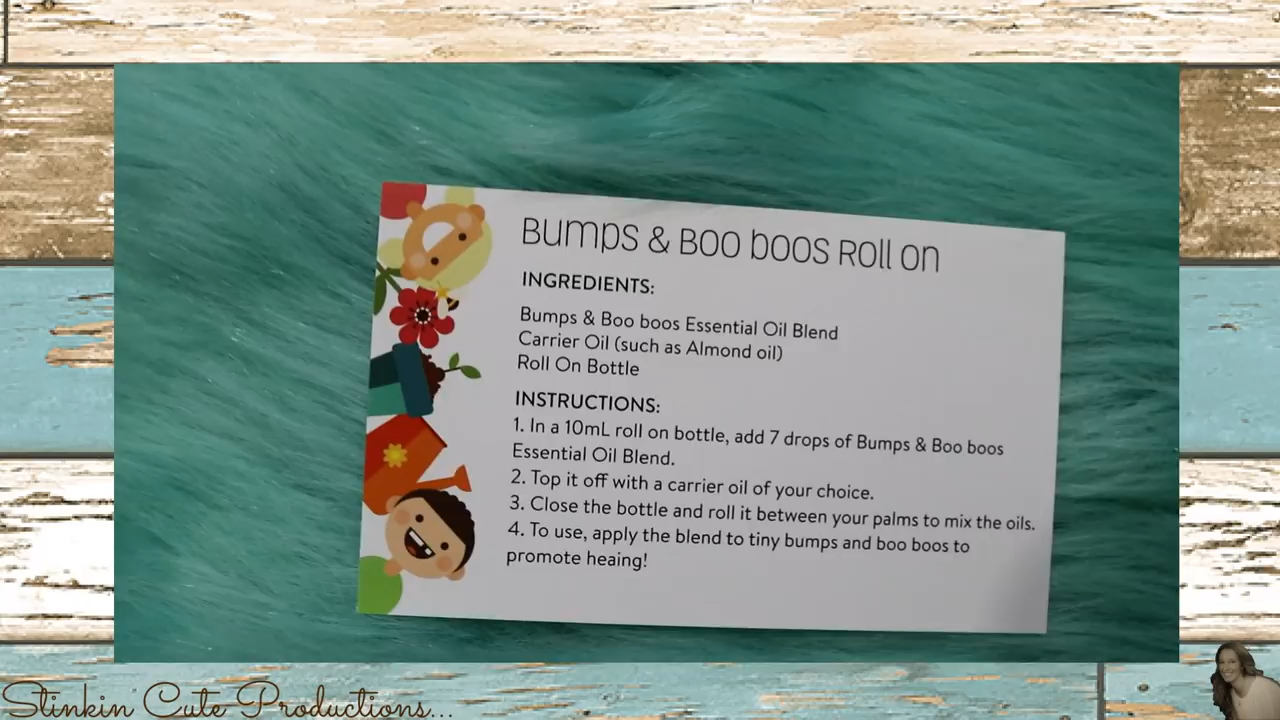 Bumps & Boo boos Roll on
INGREDIENTS:
Bumps & Boo boos Essential Oil Blend
Carrier Oil (such as Almond oil)
Roll On Bottle
INSTRUCTIONS:
1. In a 10mL roll on bottle, add 7 drops of Bumps & Boo boos
Essential Oil Blend.
2. Top it off with a carrier oil of your choice.
3. Close the bottle and roll it between your palms to mix the oils.
4. To use, apply the blend to tiny bumps and boo boos to
promote heaing!
Stinkin Cute Productions...